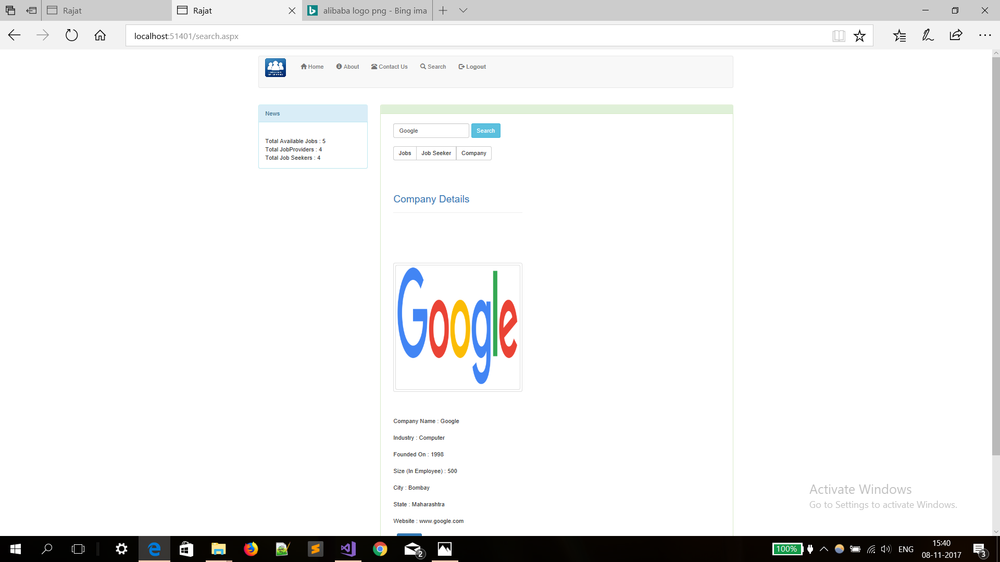 Rajat
Rajat
alibaba logo png - Bing ima
localhost:51401/search.aspx
Home
About
Contact Us
Search
Logout
News
Total Available Jobs : 5
Total JobProviders : 4
Total Job Seekers : 4
Google
Search
Jobs
Job Seeker
Company
Company Details
Google
Company Name : Google
Industry : Computer
Founded On : 1998
Size (In Employee) : 500
City : Bombay
State : Maharashtra
Website : www.google.com
Activate Windows
Go to Settings to activate Windows.
2
100%
ENG
15:40
08-11-2017
3